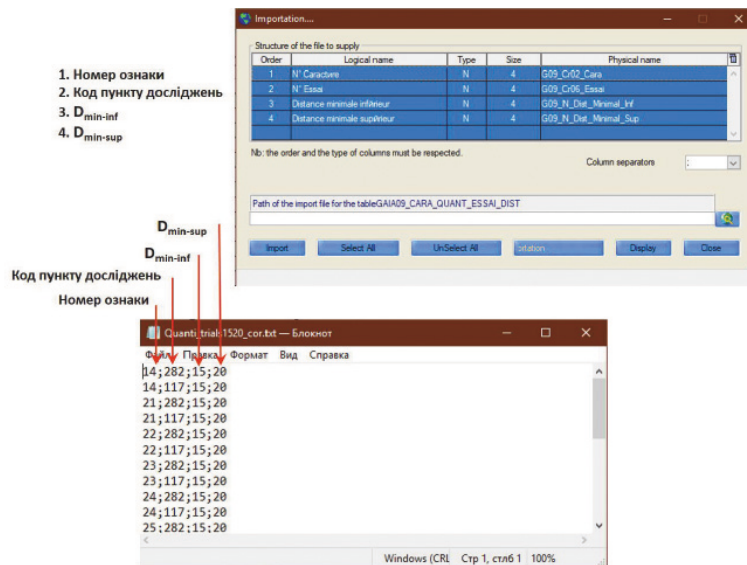 Importation....
Structure of the file to supply
Order Logical name Type Size Physical name
1 N° Caractиre N 4 G09_Cr02_Cara
2 N° Essai N 4 G09_Cr06_Essai
3 Distance minimale infйrieur N 4 G09_N_Dist_Minimal_Inf
4 Distance minimale supйrieur N 4 G09_N_Dist_Minimal_Sup
Nb: the order and the type of columns must be respected.
Column separators ;
Path of the import file for the tableGAIA09_CARA_QUANT_ESSAI_DIST
Import Select All UnSelect All Display Close
1. Номер ознаки
2. Код пункту досліджень
3. Dmin-inf
4. Dmin-sup
Dmin-sup
Dmin-inf
Код пункту досліджень
Номер ознаки
Quanti_trials1520_cor.txt — Блокнот
Файл Правка Формат Вид Справка
14;282;15;20
14;117;15;20
21;282;15;20
21;117;15;20
22;282;15;20
22;117;15;20
23;282;15;20
23;117;15;20
24;282;15;20
24;117;15;20
25;282;15;20
Windows (CRL Стр 1, стлб 1 100%